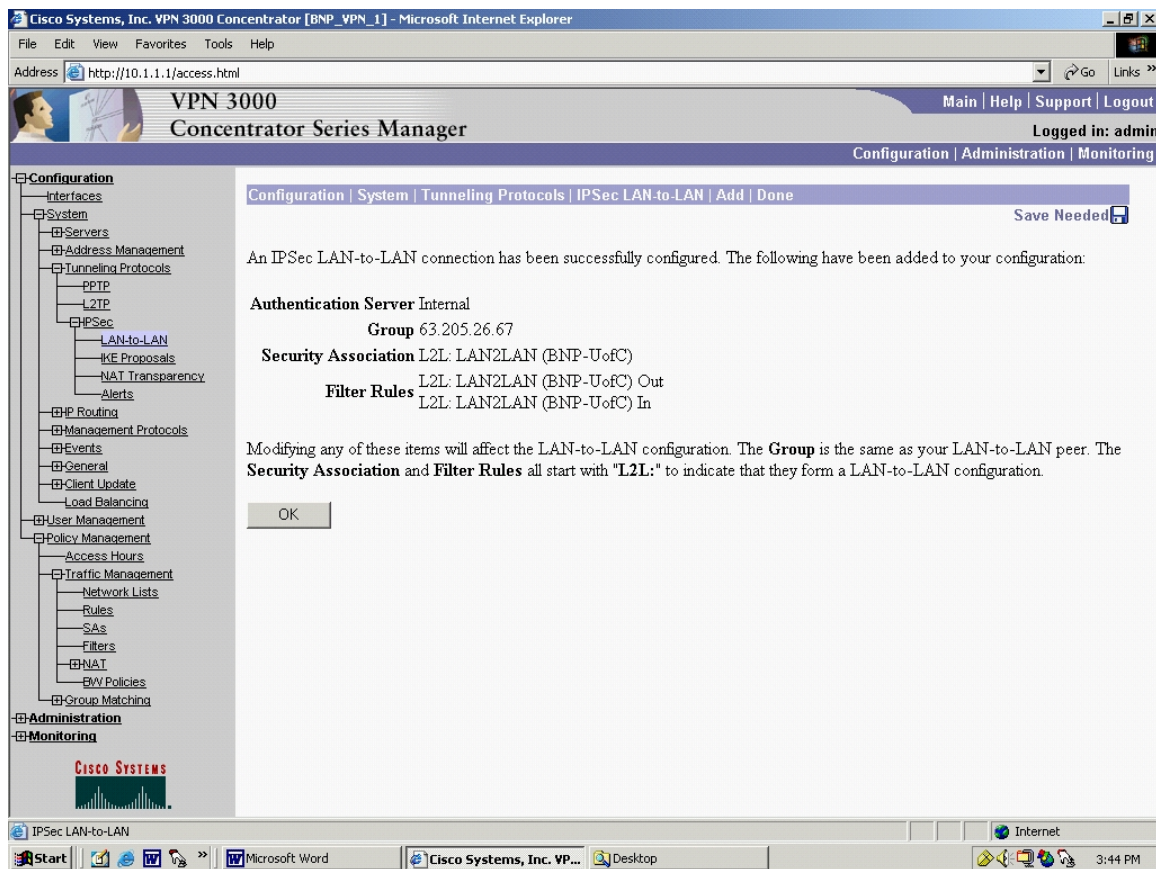 Cisco Systems, Inc. VPN 3000 Concentrator [BNP_VPN_1] - Microsoft Internet Explorer
File Edit View Favorites Tools Help
Address http://10.1.1.1/access.html Go Links »
VPN 3000
Concentrator Series Manager
Main | Help | Support | Logout
Logged in: admin
Configuration | Administration | Monitoring
Configuration
Interfaces
System
Servers
Address Management
Tunneling Protocols
PPTP
L2TP
IPSec
LAN-to-LAN
IKE Proposals
NAT Transparency
Alerts
IP Routing
Management Protocols
Events
General
Client Update
Load Balancing
User Management
Policy Management
Access Hours
Traffic Management
Network Lists
Rules
SAs
Filters
NAT
BW Policies
Group Matching
Administration
Monitoring
CISCO SYSTEMS
Configuration | System | Tunneling Protocols | IPSec LAN-to-LAN | Add | Done
Save Needed
An IPSec LAN-to-LAN connection has been successfully configured. The following have been added to your configuration:
Authentication Server Internal
Group 63.205.26.67
Security Association L2L: LAN2LAN (BNP-UofC)
Filter Rules L2L: LAN2LAN (BNP-UofC) Out
L2L: LAN2LAN (BNP-UofC) In
Modifying any of these items will affect the LAN-to-LAN configuration. The Group is the same as your LAN-to-LAN peer. The
Security Association and Filter Rules all start with "L2L:" to indicate that they form a LAN-to-LAN configuration.
OK
IPSec LAN-to-LAN Internet
Start » Microsoft Word Cisco Systems, Inc. VP... Desktop 3:44 PM